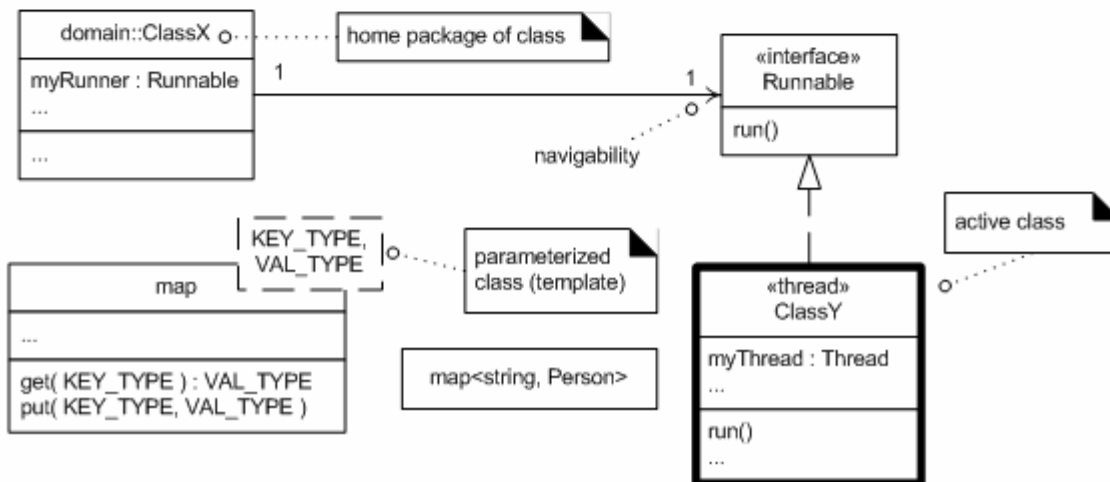 domain::ClassX
home package of class
myRunner : Runnable
...
...
1
1
«interface»
Runnable
run()
navigability
active class
KEY_TYPE,
VAL_TYPE
parameterized
class (template)
map
...
get( KEY_TYPE ) : VAL_TYPE
put( KEY_TYPE, VAL_TYPE )
map<string, Person>
«thread»
ClassY
myThread : Thread
...
run()
...